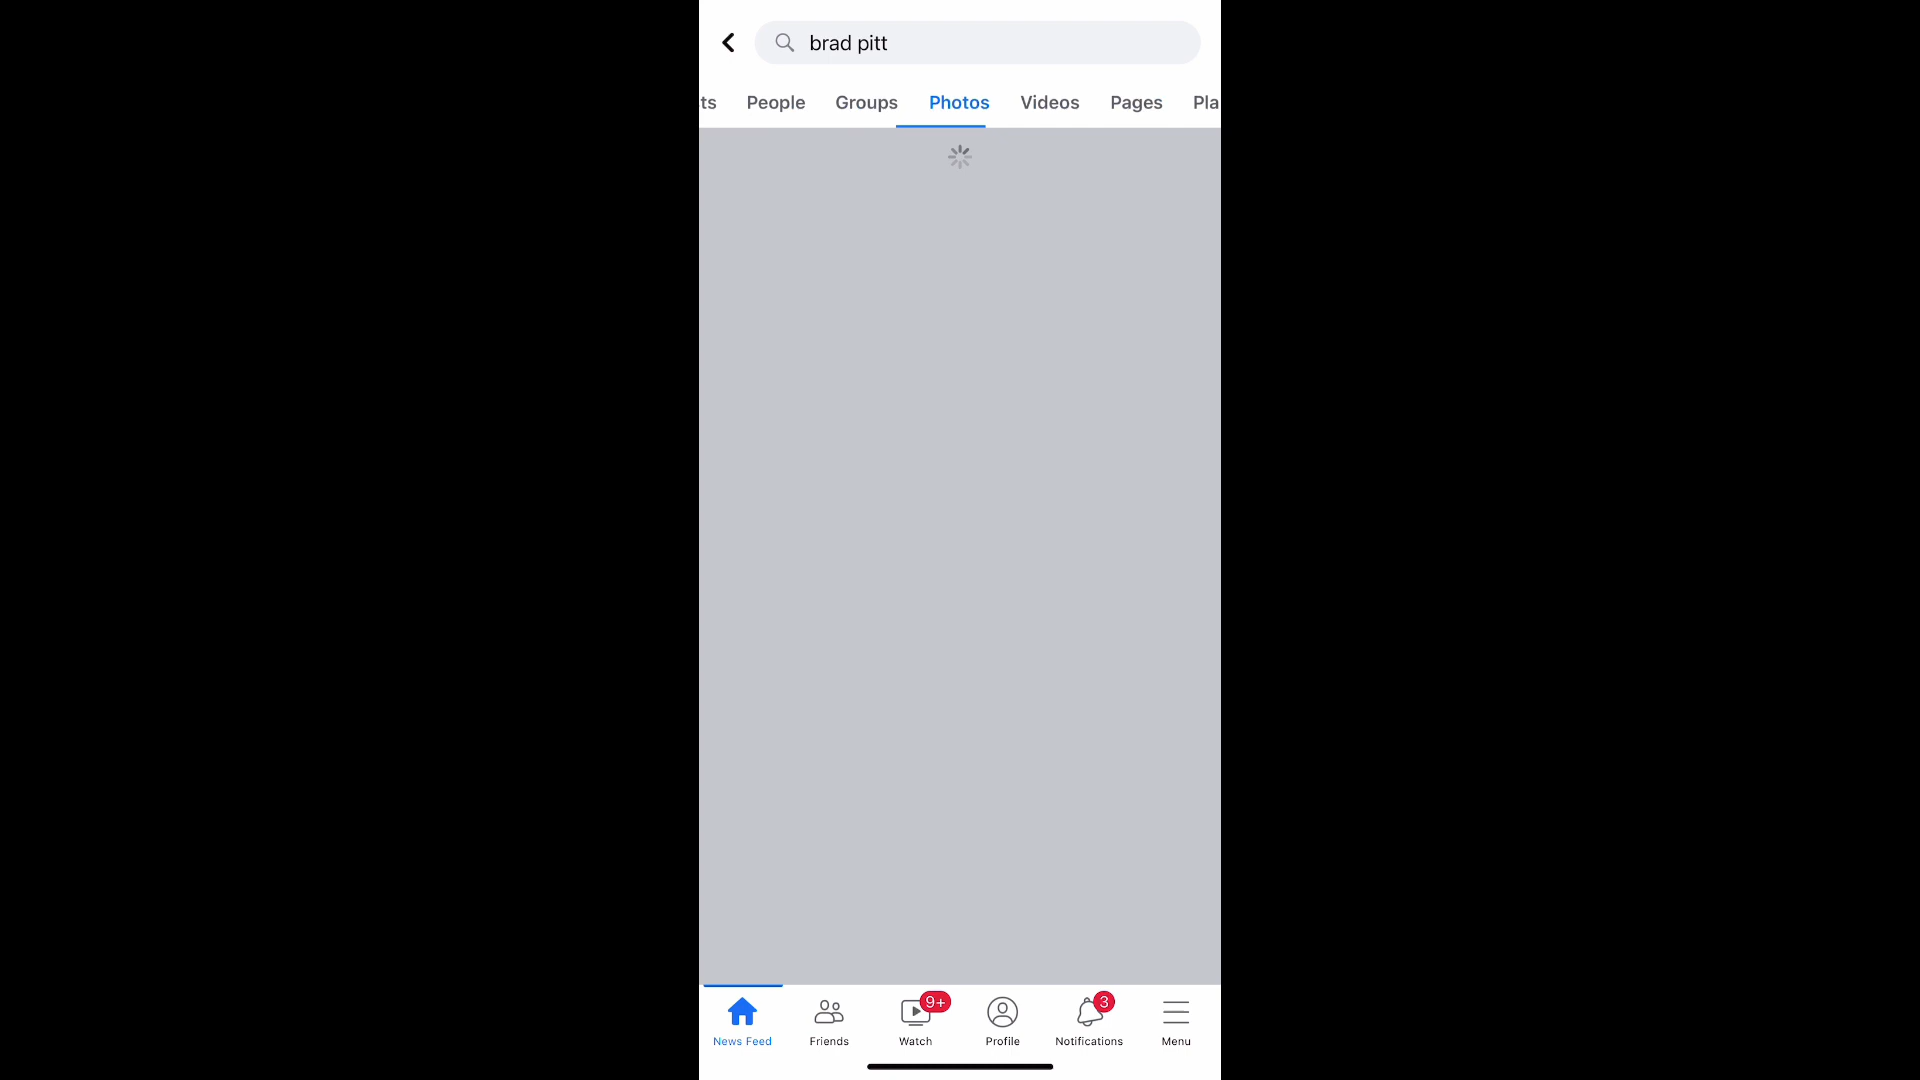 brad pitt
ts People Groups Photos Videos Pages Pla
9+ 3
News Feed Friends Watch Profile Notifications Menu